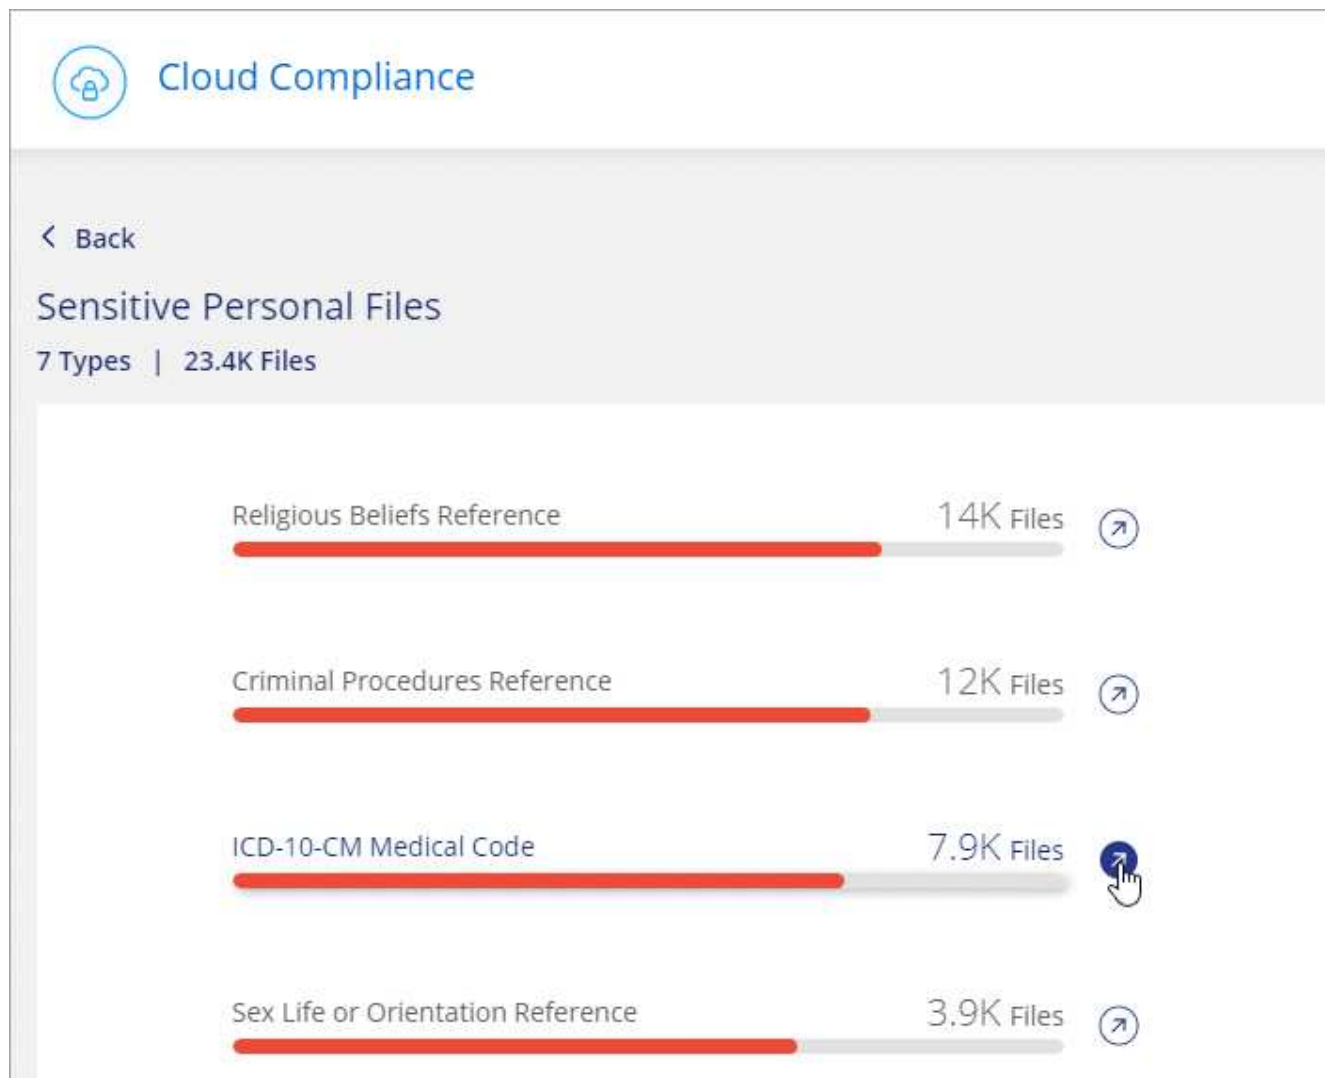 Cloud Compliance
Back
Sensitive Personal Files
7 Types | 23.4K Files
Religious Beliefs Reference 14K Files
Criminal Procedures Reference 12K Files
ICD-10-CM Medical Code 7.9K Files
Sex Life or Orientation Reference 3.9K Files